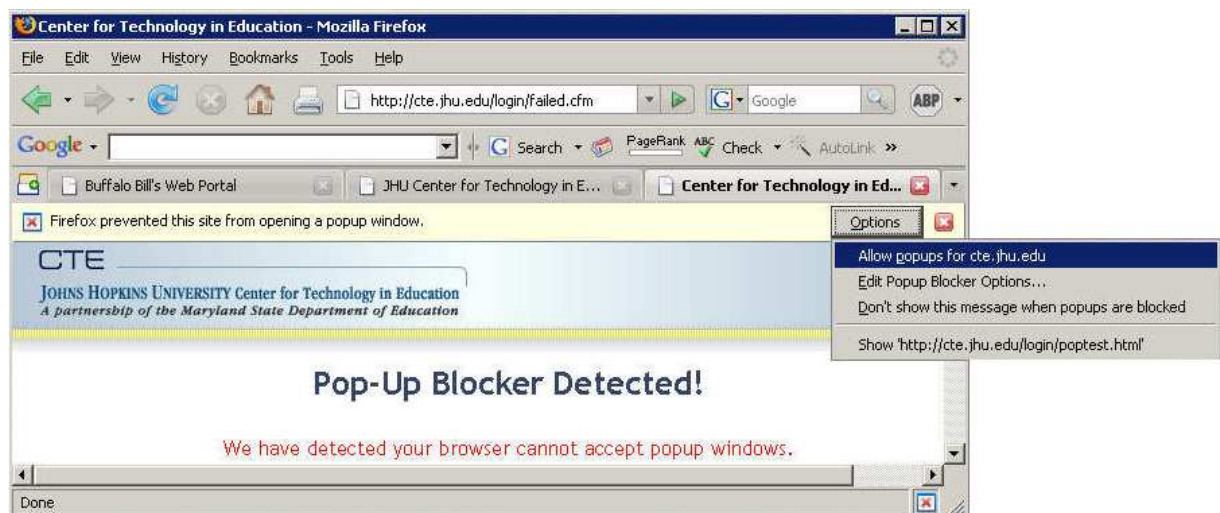 Center for Technology in Education - Mozilla Firefox
File Edit View History Bookmarks Tools Help
http://cte.jhu.edu/login/failed.cfm G Google ABP
Google G Search PageRank ABC Check AutoLink »
Buffalo Bill's Web Portal JHU Center for Technology in E... Center for Technology in Ed...
Firefox prevented this site from opening a popup window. Options
Allow popups for cte.jhu.edu
Edit Popup Blocker Options...
Don't show this message when popups are blocked
Show 'http://cte.jhu.edu/login/poptest.html'
CTE
JOHNS HOPKINS UNIVERSITY Center for Technology in Education
A partnership of the Maryland State Department of Education
Pop-Up Blocker Detected!
We have detected your browser cannot accept popup windows.
Done